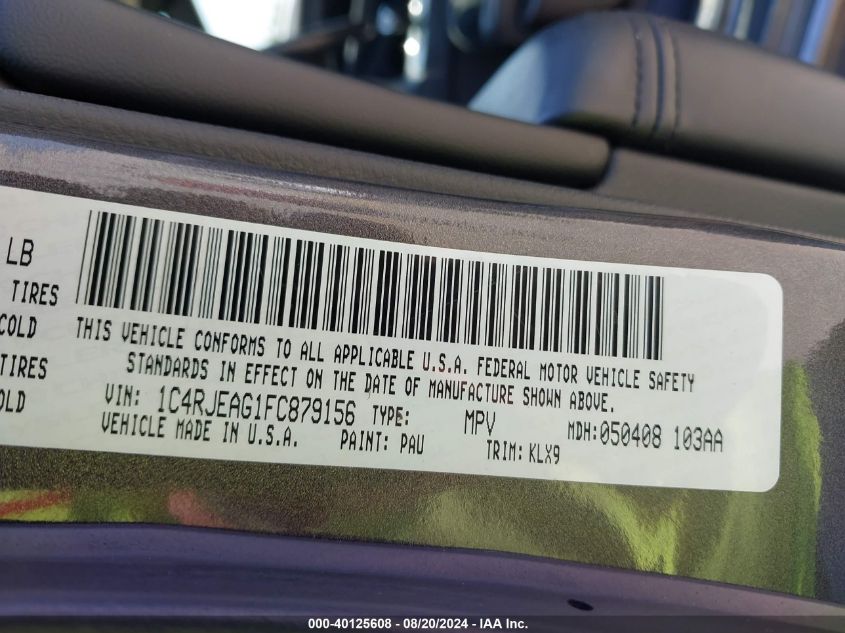 LB
TIRES
COLD
TIRES
OLD
THIS VEHICLE CONFORMS TO ALL APPLICABLE U.S.A. FEDERAL MOTOR VEHICLE SAFETY
STANDARDS IN EFFECT ON THE DATE OF MANUFACTURE SHOWN ABOVE.
VIN: 1C4RJEAG1FC879156 TYPE: MPV MDH:050408 103AA
VEHICLE MADE IN U.S.A. PAINT: PAU TRIM: KLX9
000-40125608 - 08/20/2024 - IAA Inc.